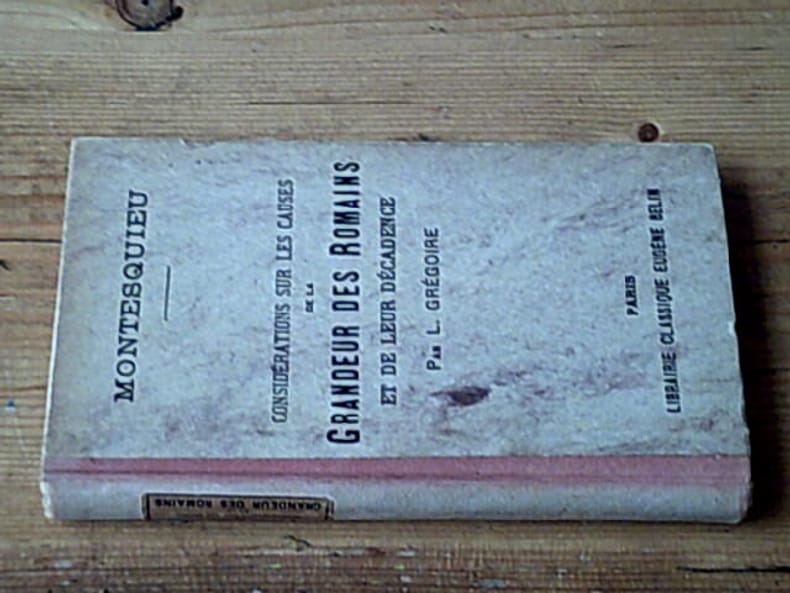 MONTESQUIEU
CONSIDÉRATIONS SUR LES CAUSES
DE LA
GRANDEUR DES ROMAINS
ET DE LEUR DÉCADENCE
PAR L. GRÉGOIRE
PARIS
LIBRAIRIE CLASSIQUE EUGÈNE BELIN
GRANDEUR DES ROMAINS